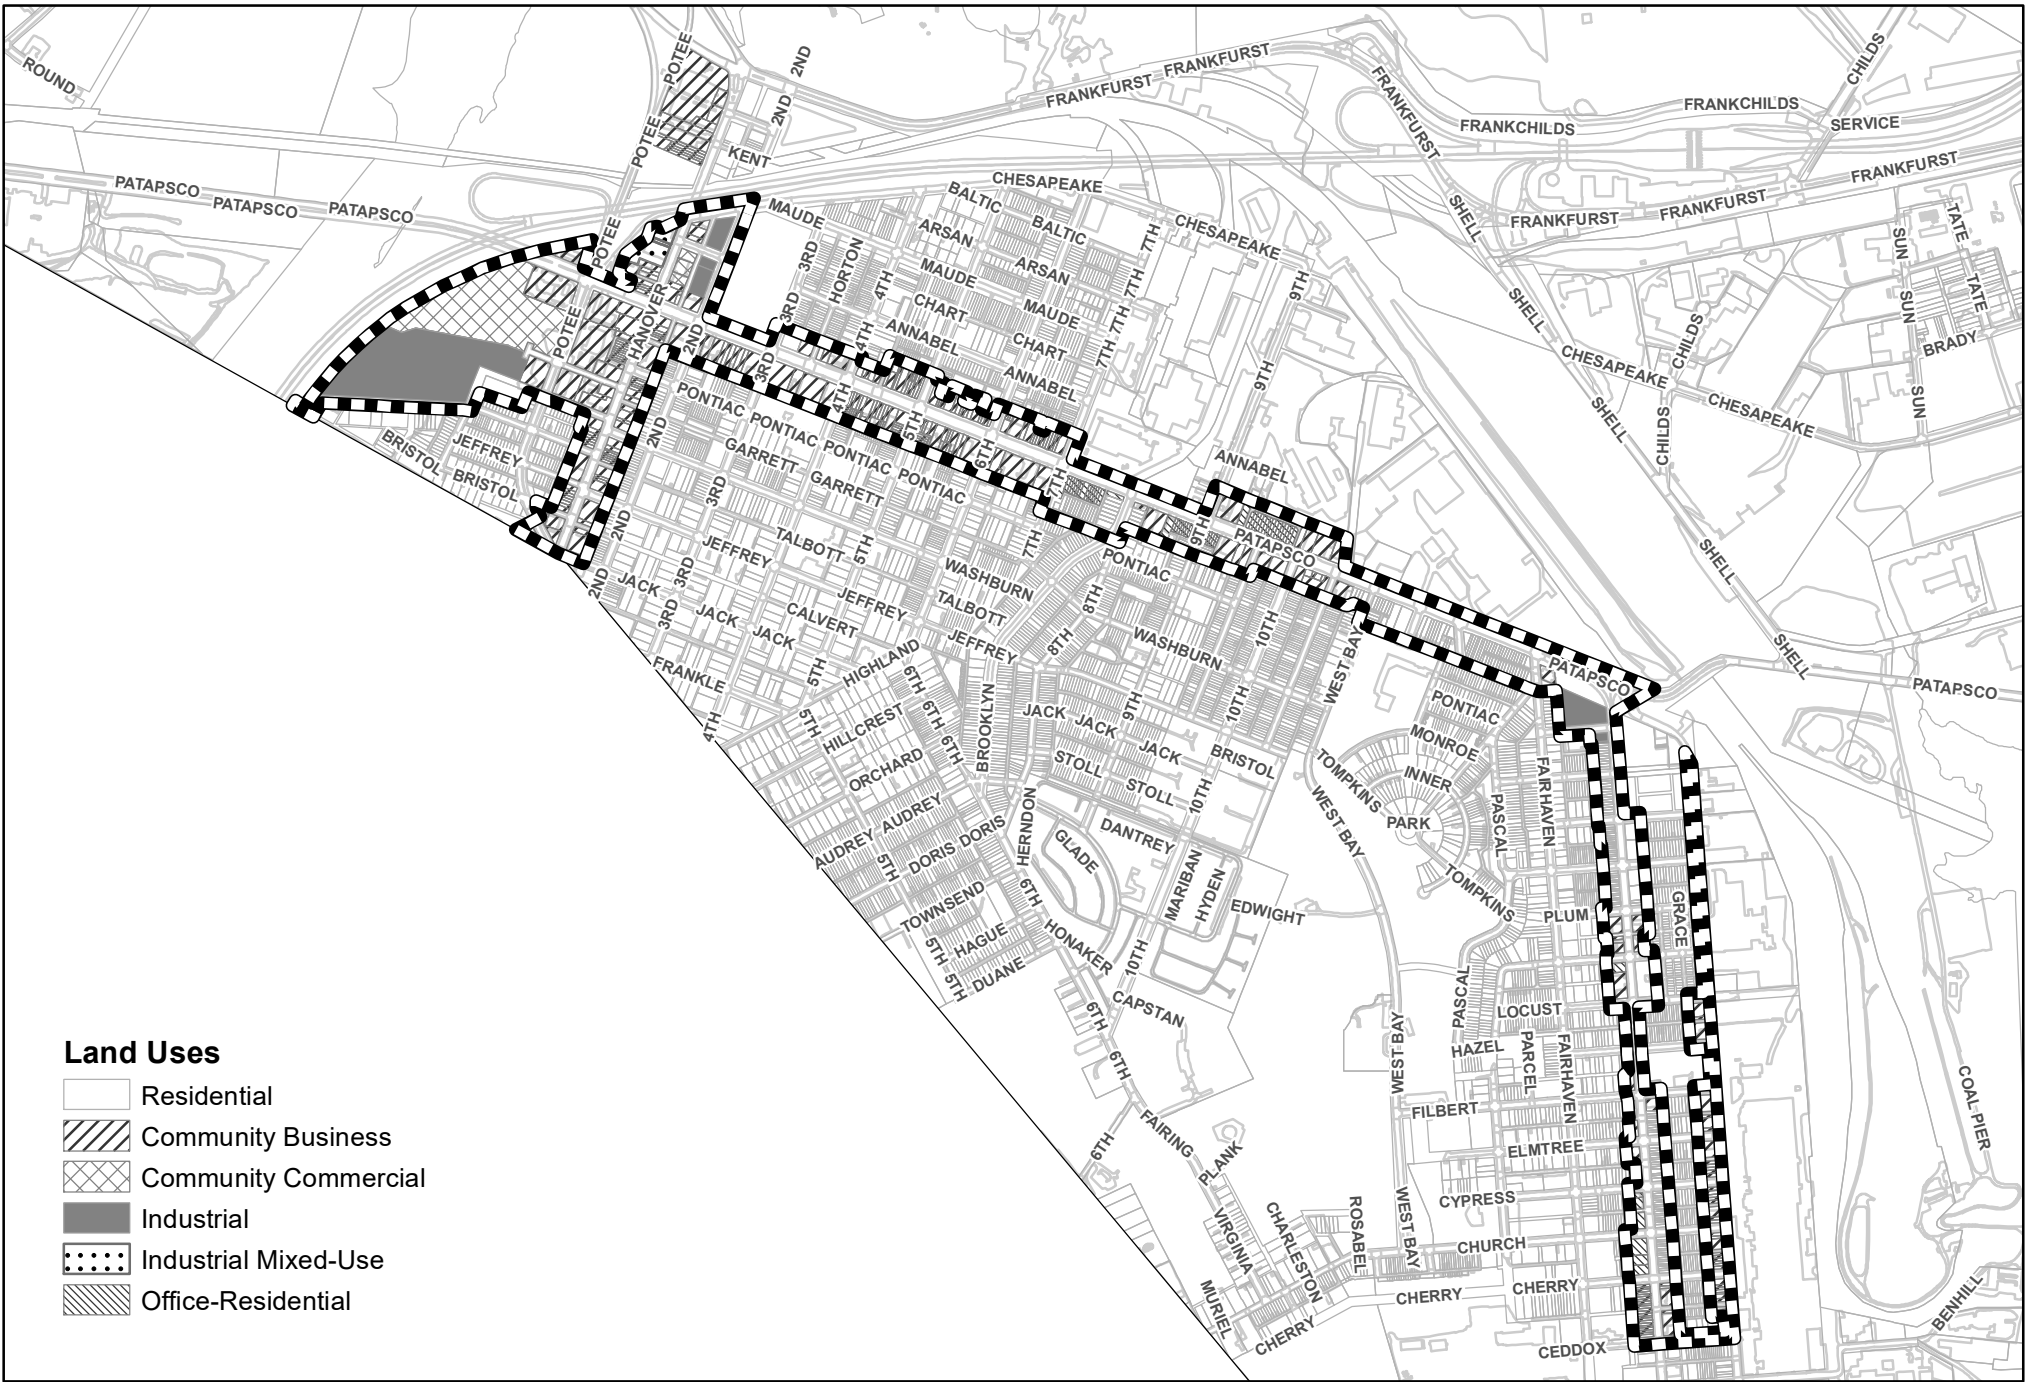 ROUND
POTEE
2ND
2ND
FRANKFURST
FRANKFURST
FRANKFURST
CHILDS
FRANKCHILDS
FRANKCHILDS
SERVICE
FRANKFURST
POTEE
KENT
PATAPSCO
PATAPSCO
PATAPSCO
POTEE
CHESAPEAKE
MAUDE
BALTIC
BALTIC
ARSAN
ARSAN
CHESAPEAKE
7TH
SHELL
FRANKFURST
FRANKFURST
TATE
SUN
3RD
HORTON
4TH
MAUDE
MAUDE
7TH
9TH
SHELL
CHILDS
SUN
TATE
BRADY
HANOVER
POTEE
2ND
3RD
4TH
CHART
CHART
ANNABEL
ANNABEL
7TH
7TH
9TH
CHESAPEAKE
CHESAPEAKE
SHELL
CHILDS
SUN
3RD
4TH
5TH
6TH
7TH
PONTIAC
PONTIAC
PONTIAC
PONTIAC
2ND
GARRETT
GARRETT
3RD
JEFFREY
BRISTOL
BRISTOL
ANNABEL
9TH
PATAPSCO
SHELL
2ND
JEFFREY
TALBOTT
5TH
7TH
WASHBURN
PONTIAC
2ND
JACK
3RD
3RD
JACK
JACK
CALVERT
JEFFREY
TALBOTT
JEFFREY
8TH
8TH
WASHBURN
10TH
WEST BAY
SHELL
PATAPSCO
PATAPSCO
FRANKLE
4TH
5TH
5TH
HIGHLAND
6TH
6TH
6TH
HILLCREST
ORCHARD
BROOKLYN
JACK
JACK
JACK
9TH
10TH
BRISTOL
STOLL
STOLL
10TH
PONTIAC
MONROE
INNER
PARK
TOMPKINS
TOMPKINS
PASCAL
FAIRHAVEN
WEST BAY
AUDREY
AUDREY
5TH
DORIS
DORIS
HERNDON
GLADE
DANTREY
MARIBAN
HYDEN
EDWIGHT
PLUM
GRACE
TOWNSEND
HAGUE
DUANE
5TH
5TH
6TH
HONAKER
10TH
CAPSTAN
6TH
6TH
PASCAL
LOCUST
HAZEL
PARCEL
FAIRHAVEN
WEST BAY
FILBERT
ELMTREE
CYPRESS
COAL PIER
FAIRING
6TH
PLANK
VIRGINIA
CHARLESTON
ROSABEL
WEST BAY
CHURCH
CHERRY
CHERRY
MURIEL
CHERRY
CEDDOX
BENHILL
Land Uses
Residential
Community Business
Community Commercial
Industrial
Industrial Mixed-Use
Office-Residential